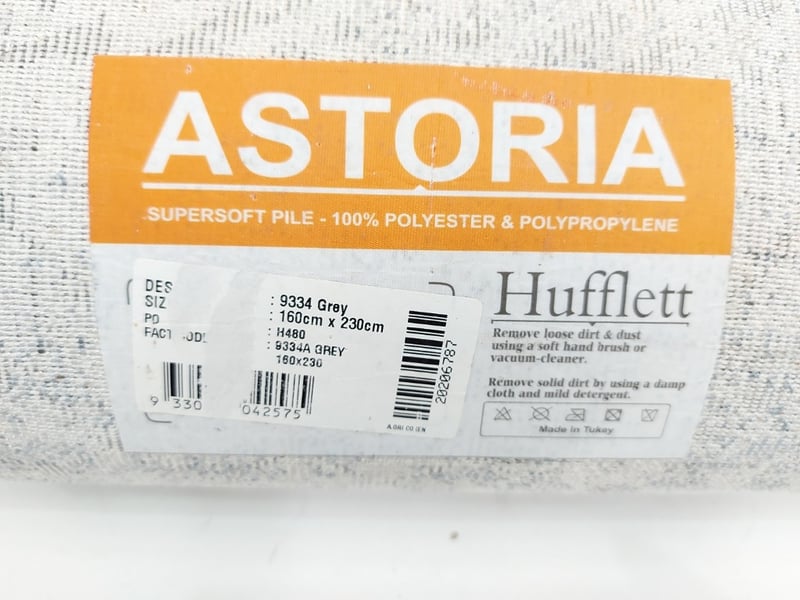 ASTORIA
SUPERSOFT PILE - 100% POLYESTER & POLYPROPYLENE
DES : 9334 Grey
SIZ : 160cm x 230cm
PO : H480
FACT : 9334A GREY
160x230
9 330 042575
20206787
Hufflett
Remove loose dirt & dust
using a soft hand brush or
vacuum-cleaner.
Remove solid dirt by using a damp
cloth and mild detergent.
Made in Tukey